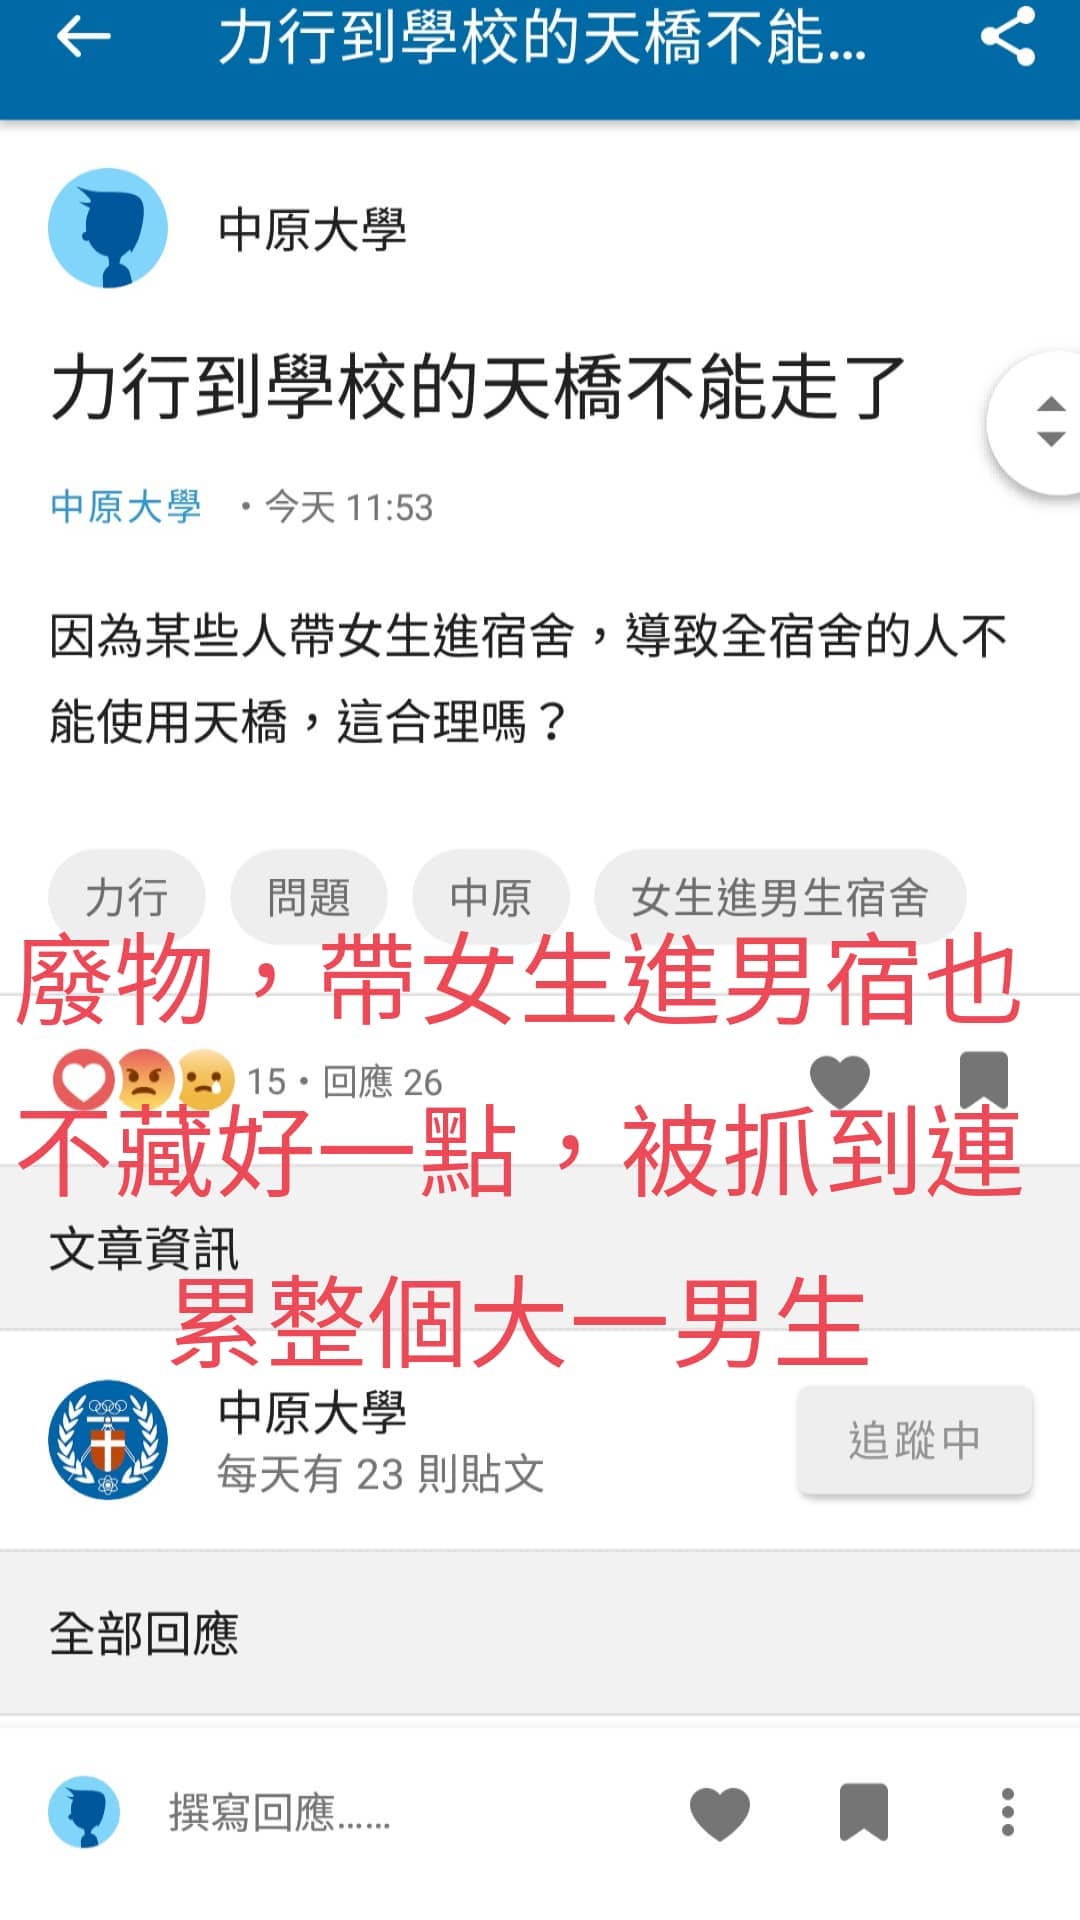 力行到學校的天橋不能...
中原大學
力行到學校的天橋不能走了
中原大學 ・今天 11:53
因為某些人帶女生進宿舍，導致全宿舍的人不
能使用天橋，這合理嗎？
力行 問題 中原 女生進男生宿舍
廢物，帶女生進男宿也
15・回應 26
不藏好一點，被抓到連
文章資訊
累整個大一男生
中原大學
每天有 23 則貼文
追蹤中
全部回應
撰寫回應......